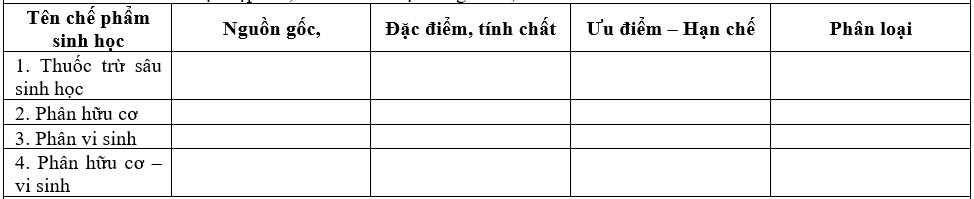 Tên chế phẩm
sinh học
Nguồn gốc,
Đặc điểm, tính chất
Ưu điểm – Hạn chế
Phân loại
1. Thuốc trừ sâu
sinh học
2. Phân hữu cơ
3. Phân vi sinh
4. Phân hữu cơ –
vi sinh